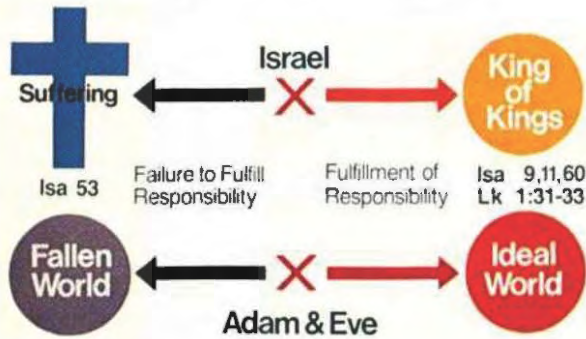 Suffering
Israel
King
of
Kings
Isa 53
Failure to Fulfill
Responsibility
Fulfillment of
Responsibility
Isa 9,11,60
Lk 1:31-33
Fallen
World
Ideal
World
Adam & Eve